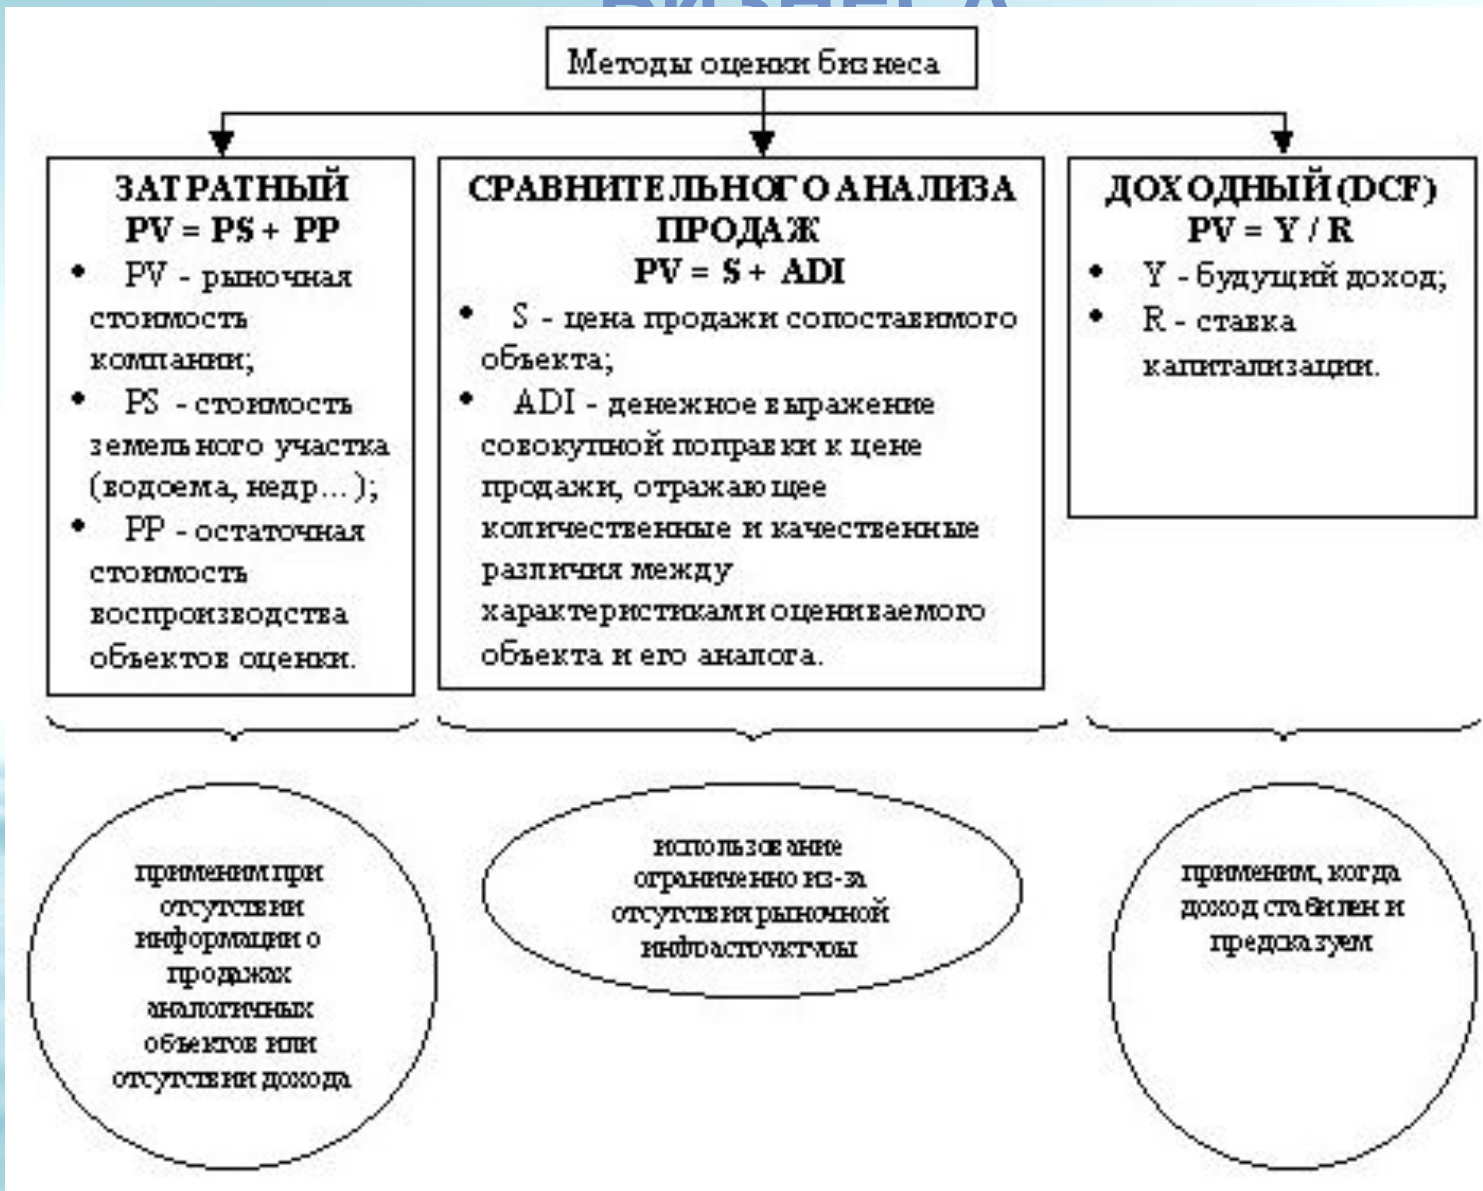 Методы оценки бизнеса
ЗАТРАТНЫЙ
PV = PS + PP
• PV - рыночная
стоимость
компании;
• PS - стоимость
земельного участка
(водоема, недр...);
• PP - остаточная
стоимость
воспроизводства
объектов оценки.
СРАВНИТЕЛЬНОГО АНАЛИЗА
ПРОДАЖ
PV = S + ADI
• S - цена продажи сопоставимого
объекта;
• ADI - денежное выражение
совокупной поправки к цене
продажи, отражающее
количественные и качественные
различия между
характеристиками оцениваемого
объекта и его аналога.
ДОХОДНЫЙ (DCF)
PV = Y / R
• Y - будущий доход;
• R - ставка
капитализации.
применим при
отсутствии
информации о
продажах
аналогичных
объектов или
отсутствии дохода
использование
ограниченно из-за
отсутствия рыночной
инфраструктуры
применим, когда
доход стабилен и
предсказуем